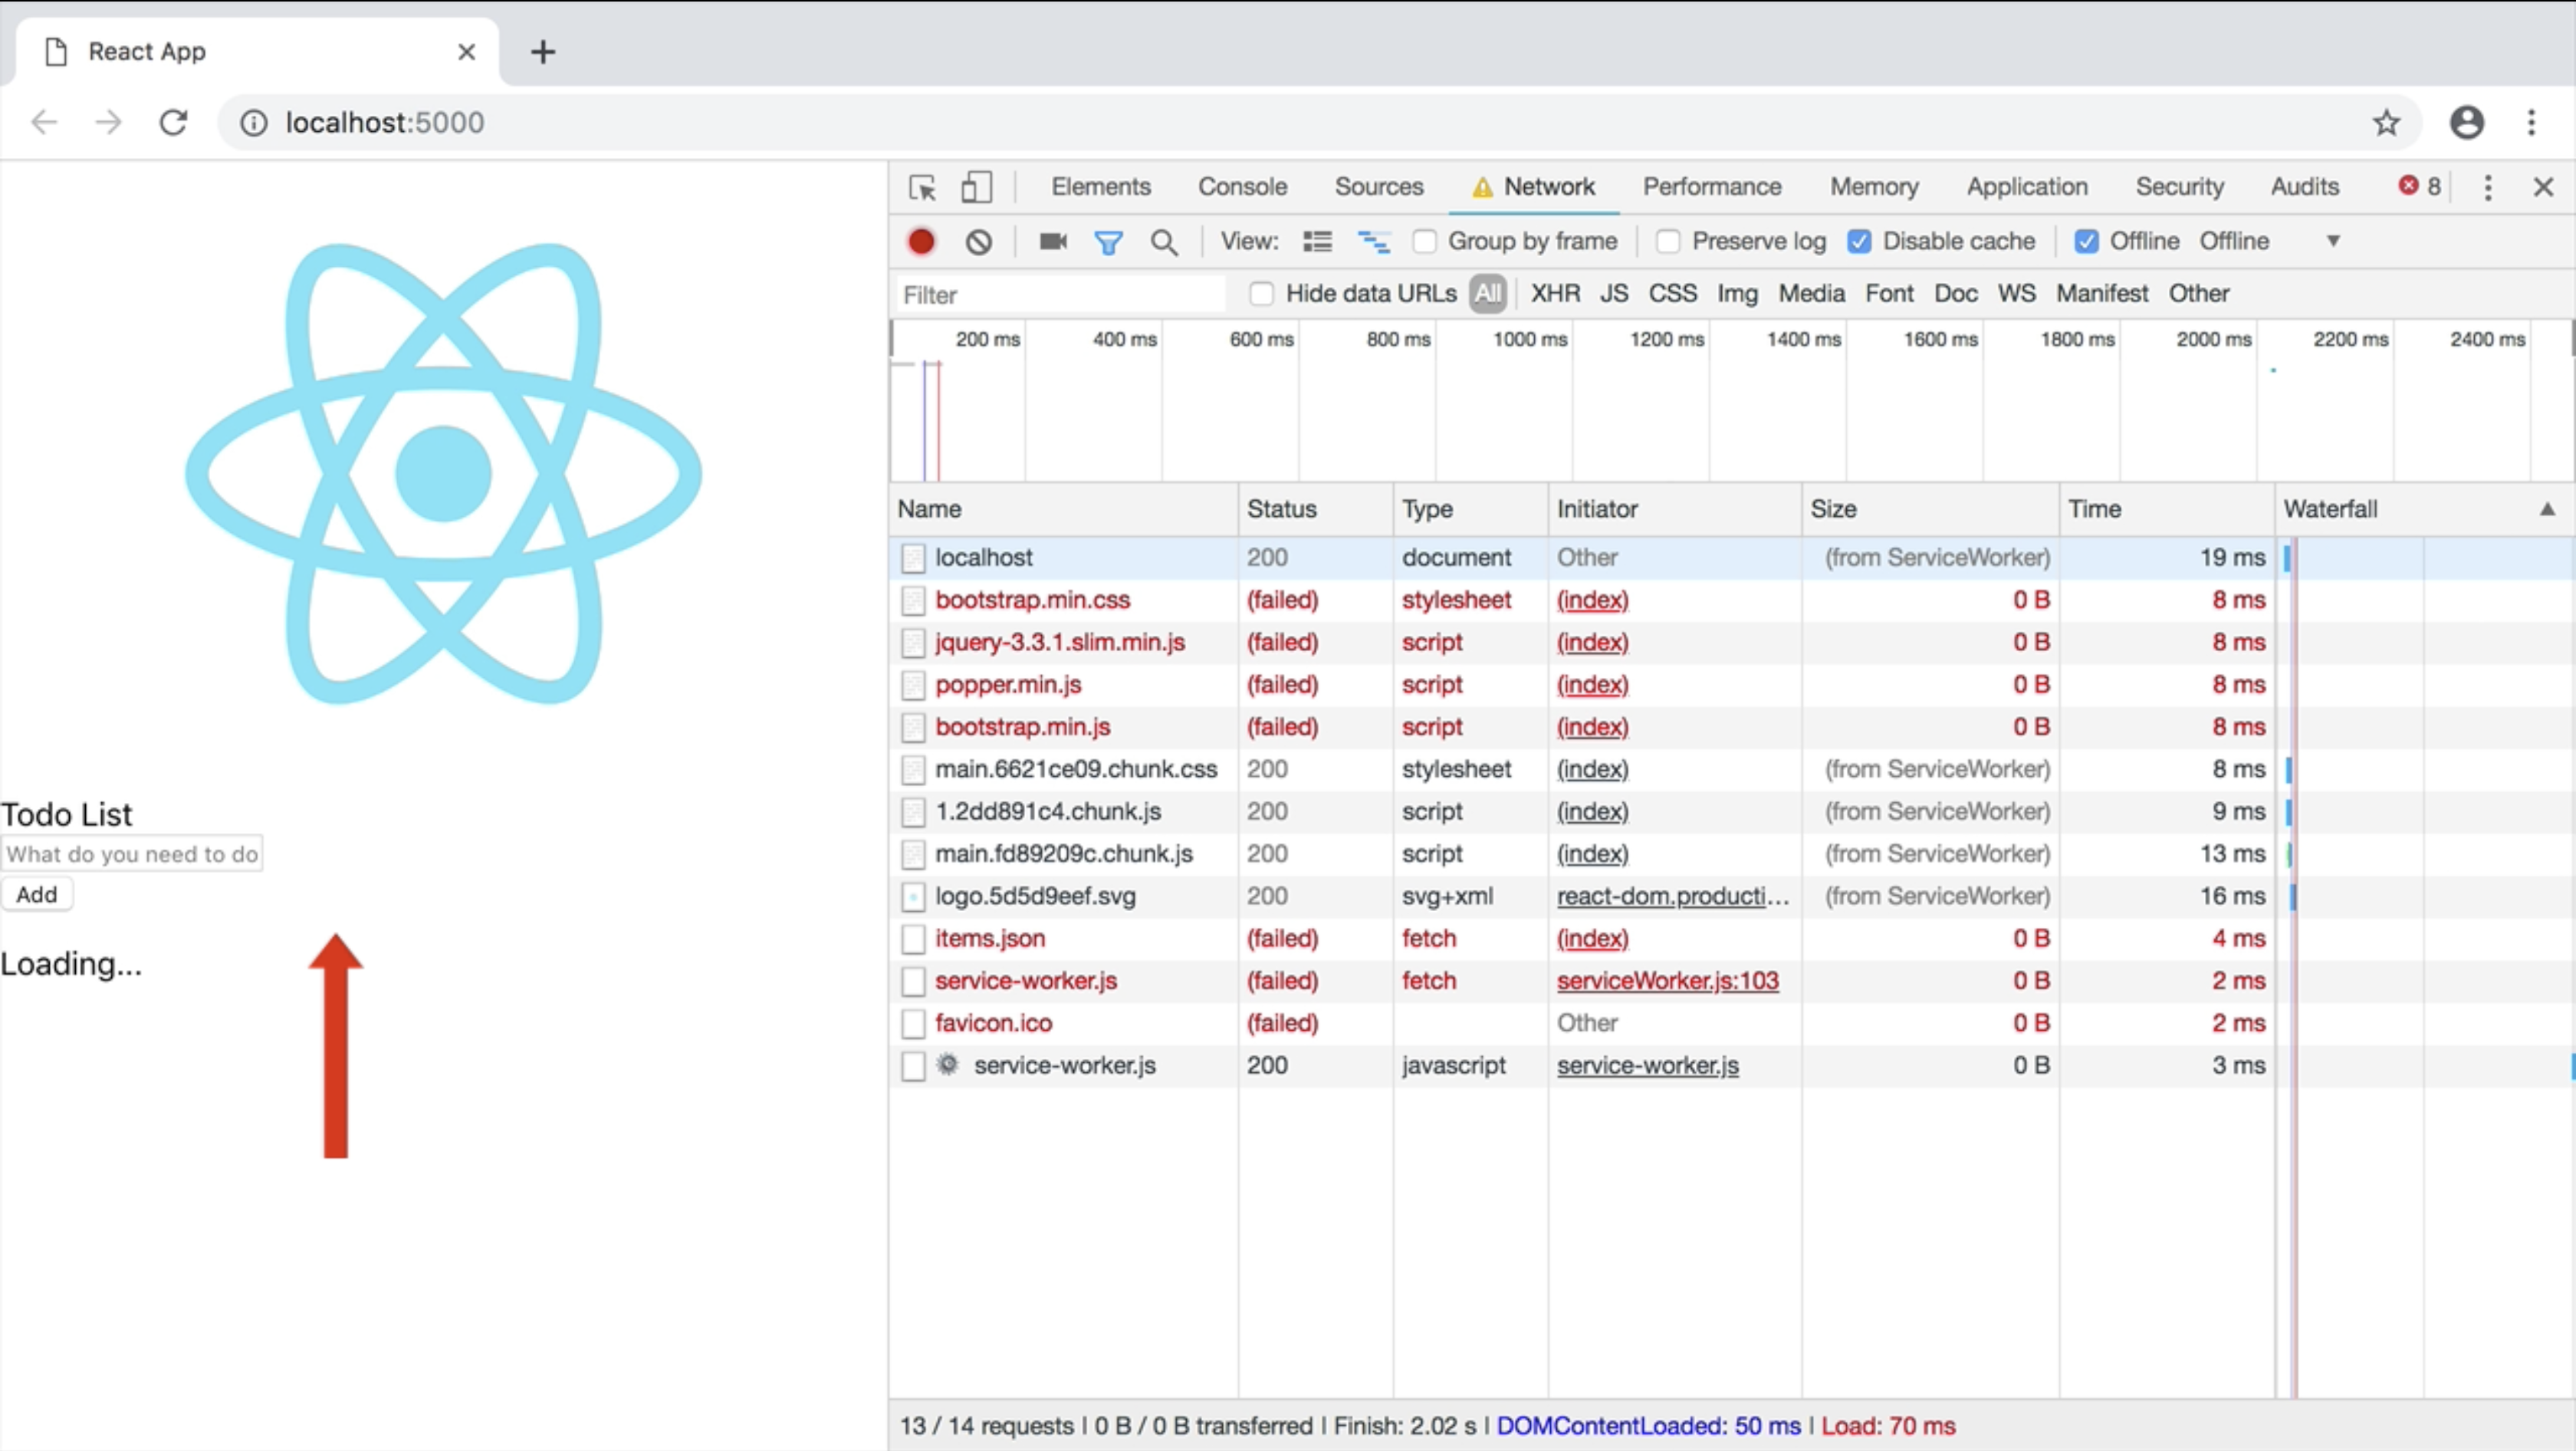 React App
localhost:5000
Elements Console Sources Network Performance Memory Application Security Audits 8
View: Group by frame Preserve log Disable cache Offline Offline
Filter Hide data URLs All XHR JS CSS Img Media Font Doc WS Manifest Other
200 ms 400 ms 600 ms 800 ms 1000 ms 1200 ms 1400 ms 1600 ms 1800 ms 2000 ms 2200 ms 2400 ms
Name Status Type Initiator Size Time Waterfall
localhost 200 document Other (from ServiceWorker) 19 ms
bootstrap.min.css (failed) stylesheet (index) 0 B 8 ms
jquery-3.3.1.slim.min.js (failed) script (index) 0 B 8 ms
popper.min.js (failed) script (index) 0 B 8 ms
bootstrap.min.js (failed) script (index) 0 B 8 ms
main.6621ce09.chunk.css 200 stylesheet (index) (from ServiceWorker) 8 ms
1.2dd891c4.chunk.js 200 script (index) (from ServiceWorker) 9 ms
main.fd89209c.chunk.js 200 script (index) (from ServiceWorker) 13 ms
logo.5d5d9eef.svg 200 svg+xml react-dom.producti... (from ServiceWorker) 16 ms
items.json (failed) fetch (index) 0 B 4 ms
service-worker.js (failed) fetch serviceWorker.js:103 0 B 2 ms
favicon.ico (failed) Other 0 B 2 ms
service-worker.js 200 javascript service-worker.js 0 B 3 ms
13 / 14 requests | 0 B / 0 B transferred | Finish: 2.02 s | DOMContentLoaded: 50 ms | Load: 70 ms
Todo List
What do you need to do
Add
Loading...